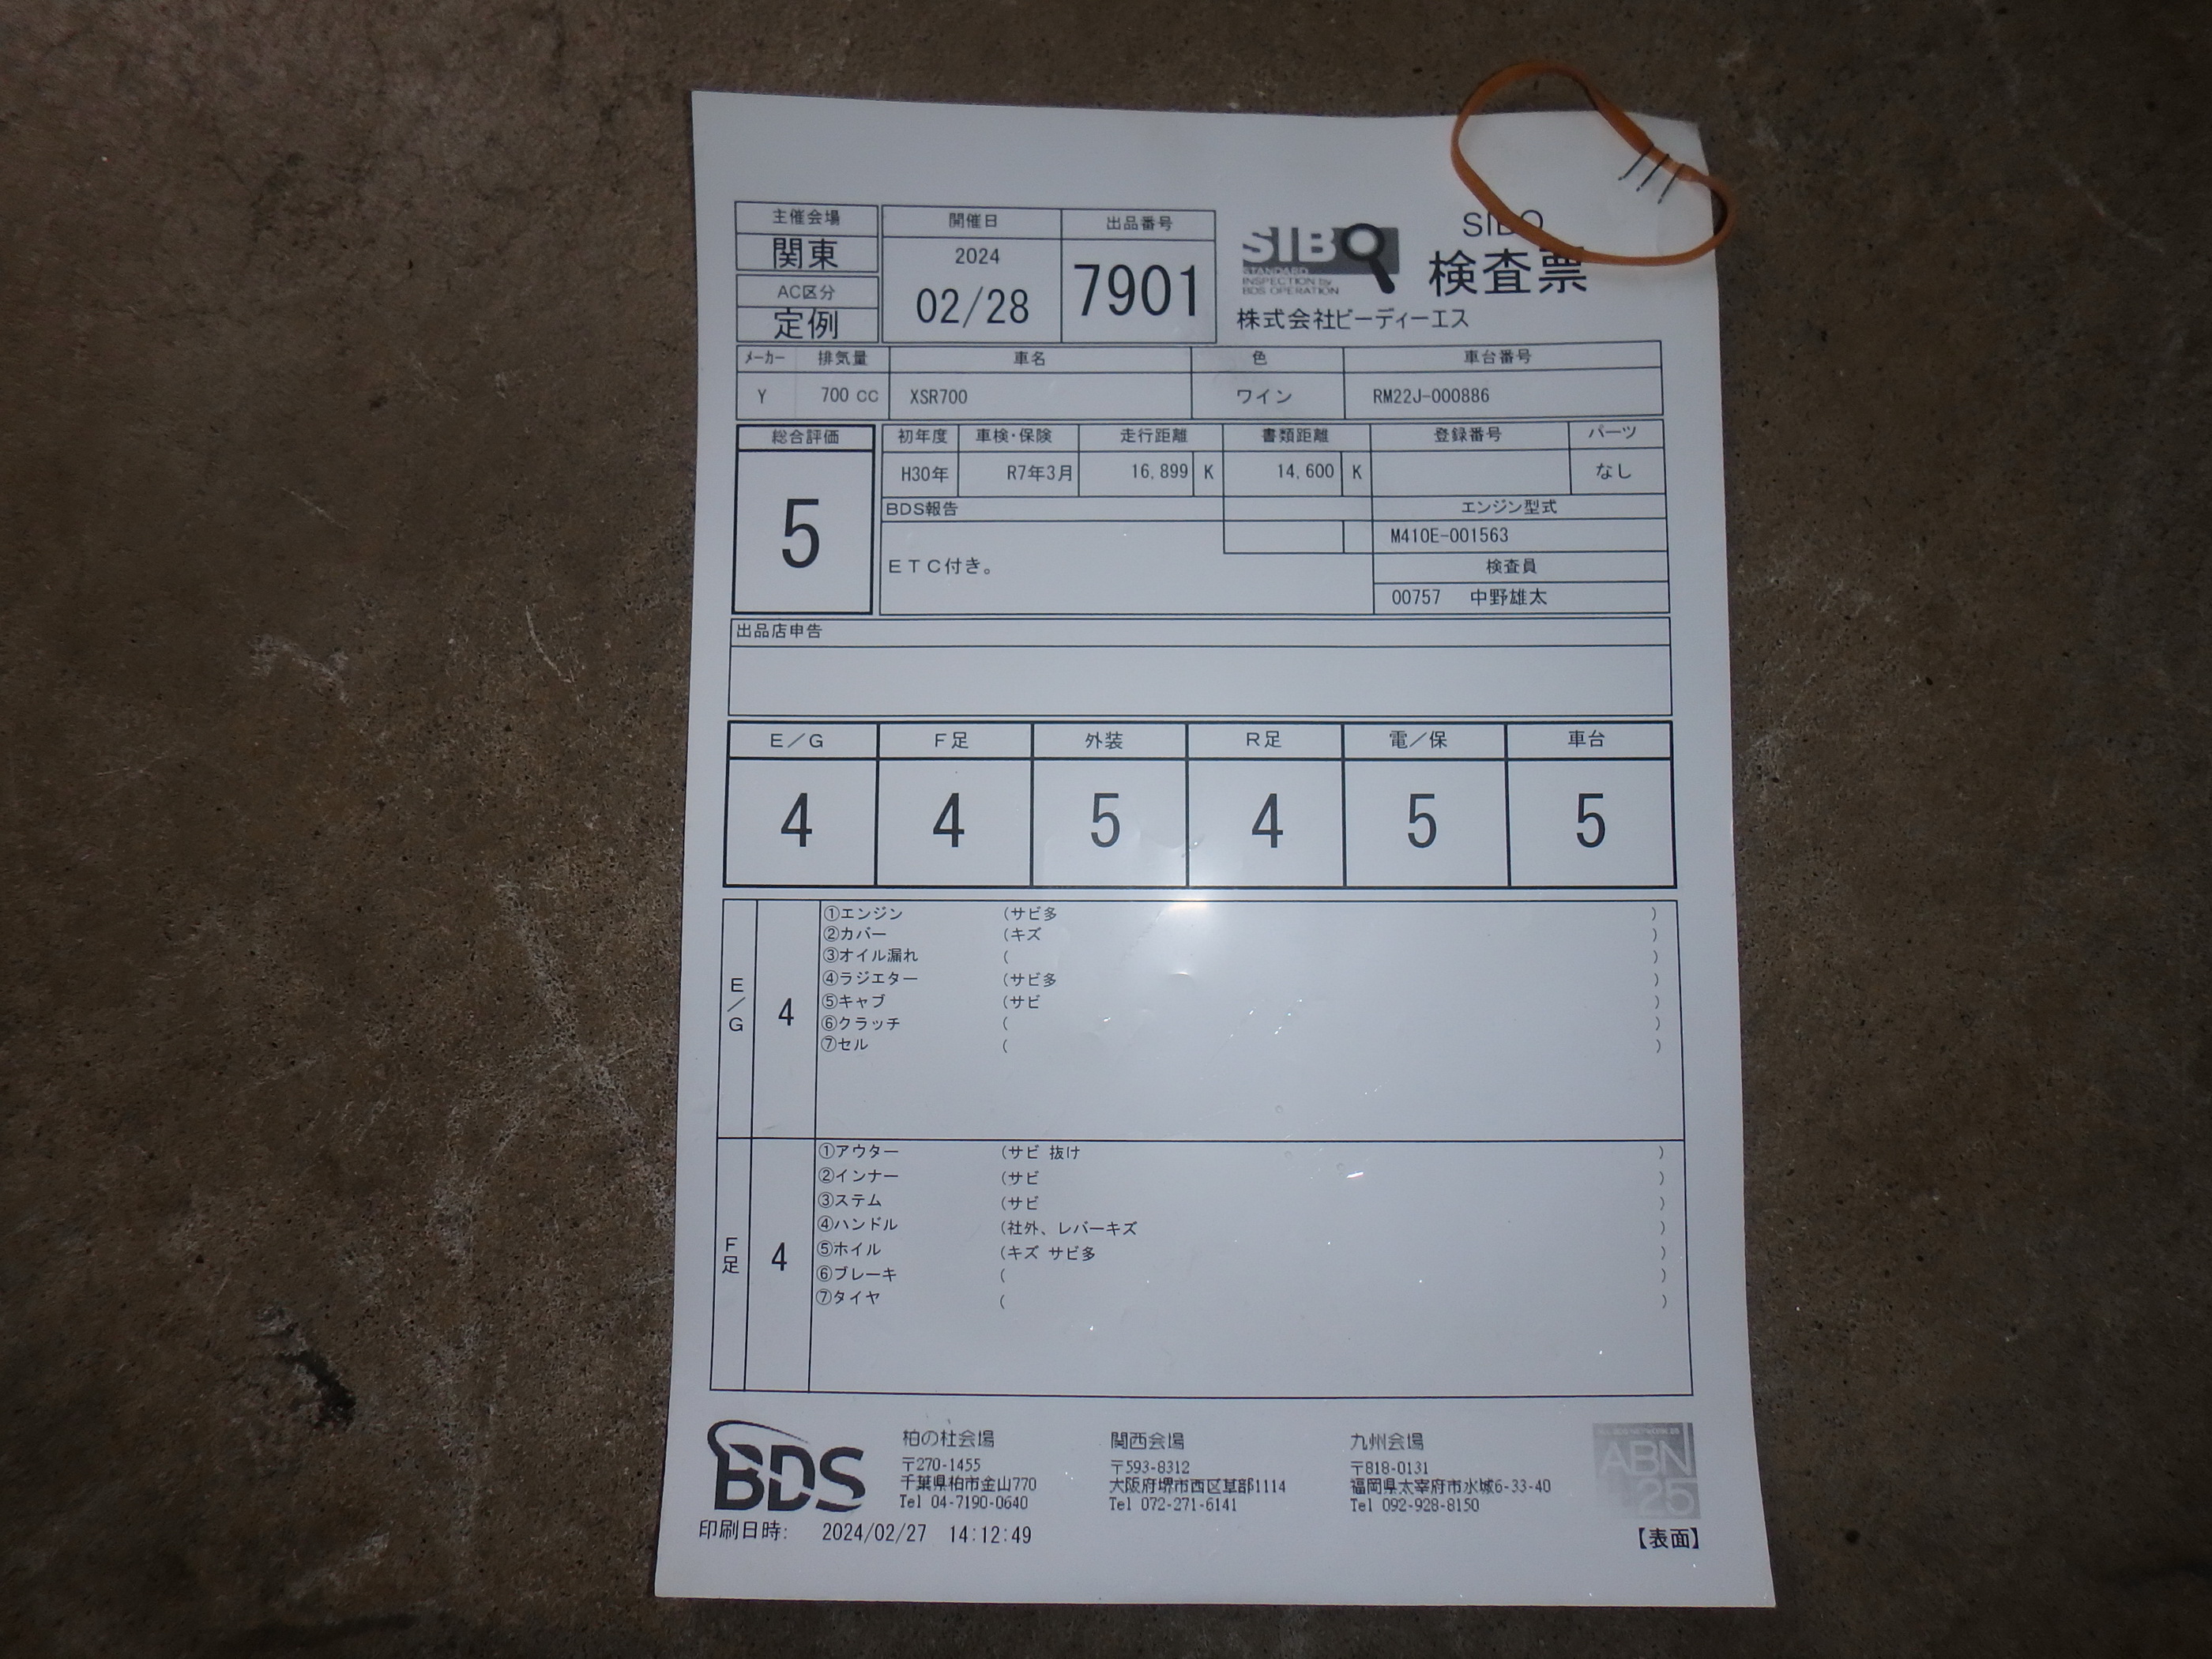 主催会場
関東
AC区分
定例
開催日
2024
02/28
出品番号
7901
SIBO
STANDARD
INSPECTION by
BDS OPERATION
SIBO
検査票
株式会社ビーディーエス
ﾒｰｶｰ 排気量 車名 色 車台番号
Y 700 cc XSR700 ワイン RM22J-000886
総合評価
5
初年度 車検・保険 走行距離 書類距離 登録番号 パーツ
H30年 R7年3月 16,899 K 14,600 K なし
BDS報告
ETC付き。
エンジン型式
M410E-001563
検査員
00757 中野雄太
出品店申告
E/G F足 外装 R足 電/保 車台
4 4 5 4 5 5
E/G
4
①エンジン (サビ多 )
②カバー (キズ )
③オイル漏れ ( )
④ラジエター (サビ多 )
⑤キャブ (サビ )
⑥クラッチ ( )
⑦セル ( )
F足
4
①アウター (サビ 抜け )
②インナー (サビ )
③ステム (サビ )
④ハンドル (社外、レバーキズ )
⑤ホイル (キズ サビ多 )
⑥ブレーキ ( )
⑦タイヤ ( )
BDS
柏の杜会場
〒270-1455
千葉県柏市金山770
Tel 04-7190-0640
関西会場
〒593-8312
大阪府堺市西区草部1114
Tel 072-271-6141
九州会場
〒818-0131
福岡県太宰府市水城6-33-40
Tel 092-928-8150
ABN
25
印刷日時: 2024/02/27 14:12:49
【表面】